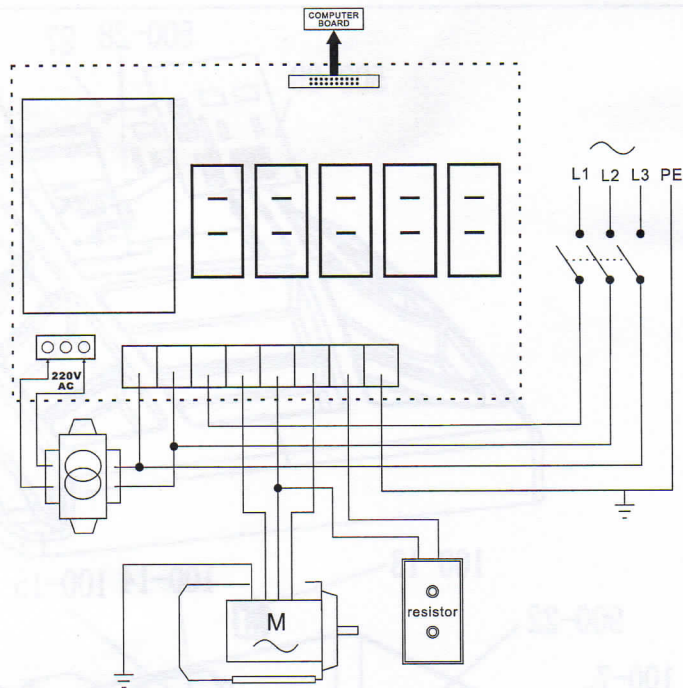 COMPUTER
BOARD
L1 L2 L3 PE
220V
AC
M
resistor